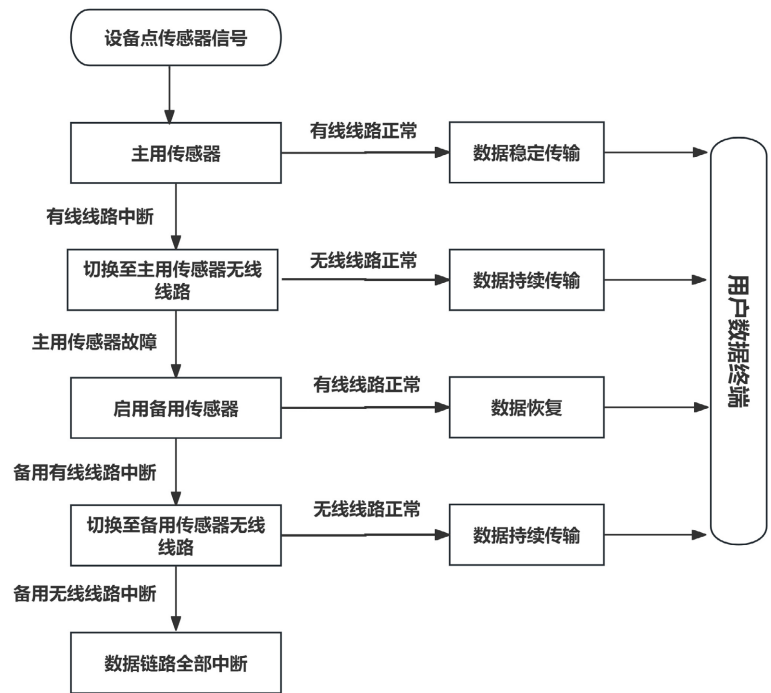 设备点传感器信号
有线线路正常
主用传感器
数据稳定传输
有线线路中断
无线线路正常
切换至主用传感器无线
线路
数据持续传输
用户数据终端
主用传感器故障
有线线路正常
启用备用传感器
数据恢复
备用有线线路中断
无线线路正常
切换至备用传感器无线
线路
数据持续传输
备用无线线路中断
数据链路全部中断